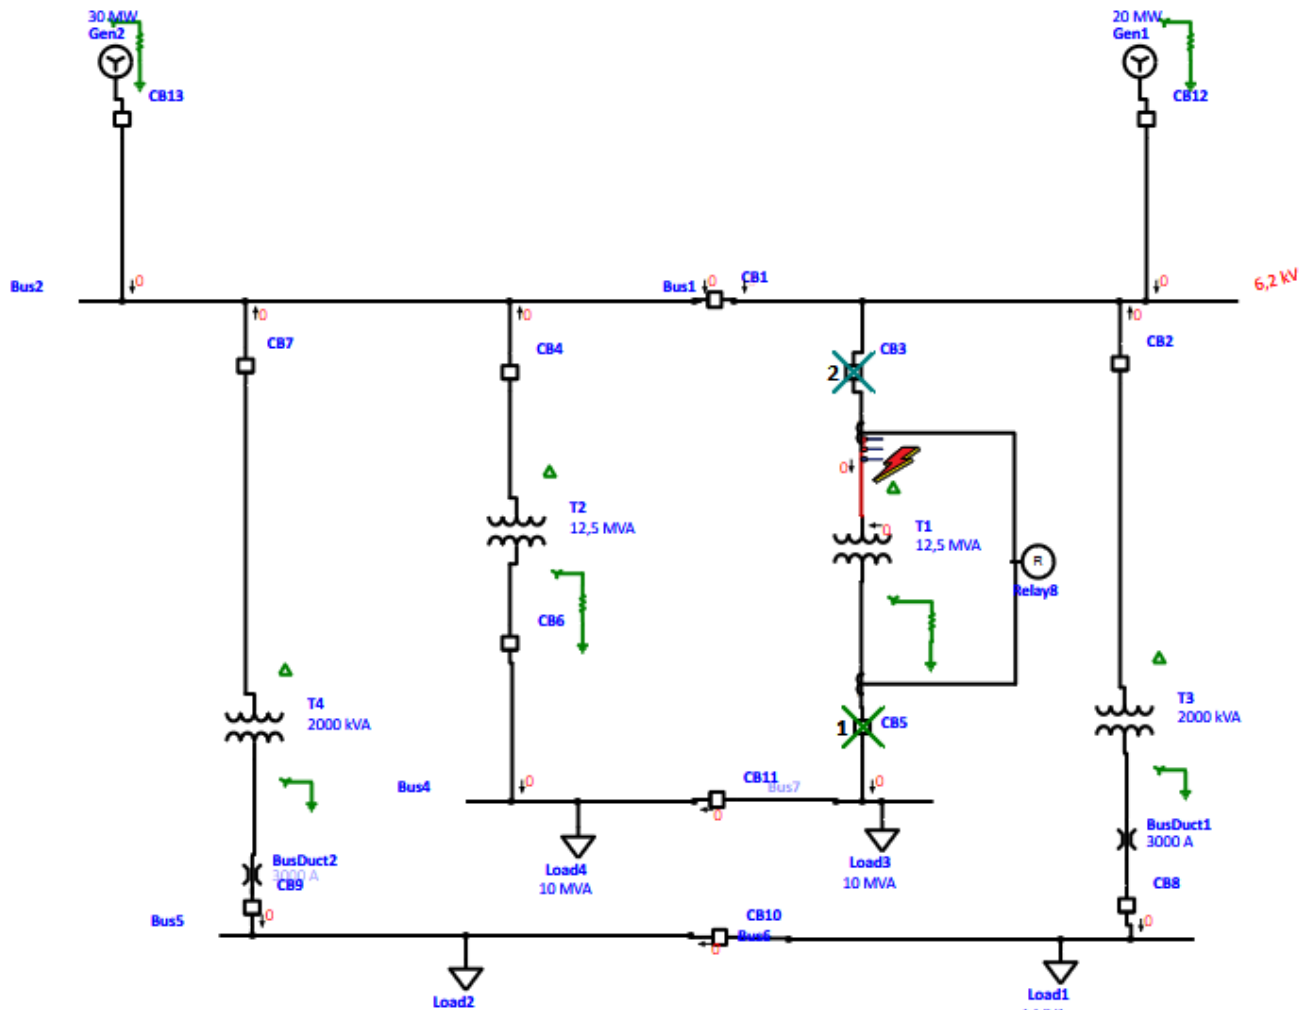 30 MW
Gen2
CB13
20 MW
Gen1
CB12
0
0
Bus2
Bus1
0
CB1
6,2 kV
0
0
0
CB7
CB4
CB3
CB2
2
0
T2
12,5 MVA
0
T1
12,5 MVA
R
Relay8
CB6
T4
2000 kVA
1
CB5
T3
2000 kVA
0
CB11
Bus7
0
Bus4
0
BusDuct1
3000 A
Load4
10 MVA
Load3
10 MVA
BusDuct2
3000 A
CB9
CB8
Bus5
0
CB10
Bus6
0
0
Load2
Load1